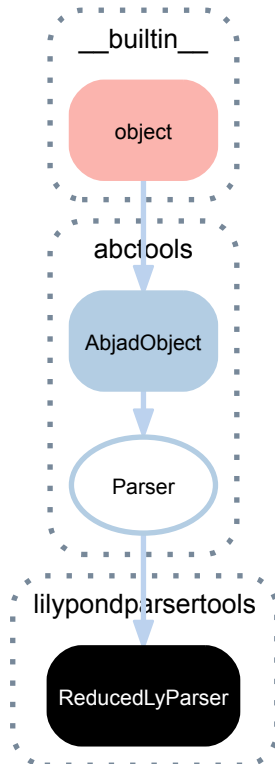 __builtin__
object
abctools
AbjadObject
Parser
lilypondparsertools
ReducedLyParser